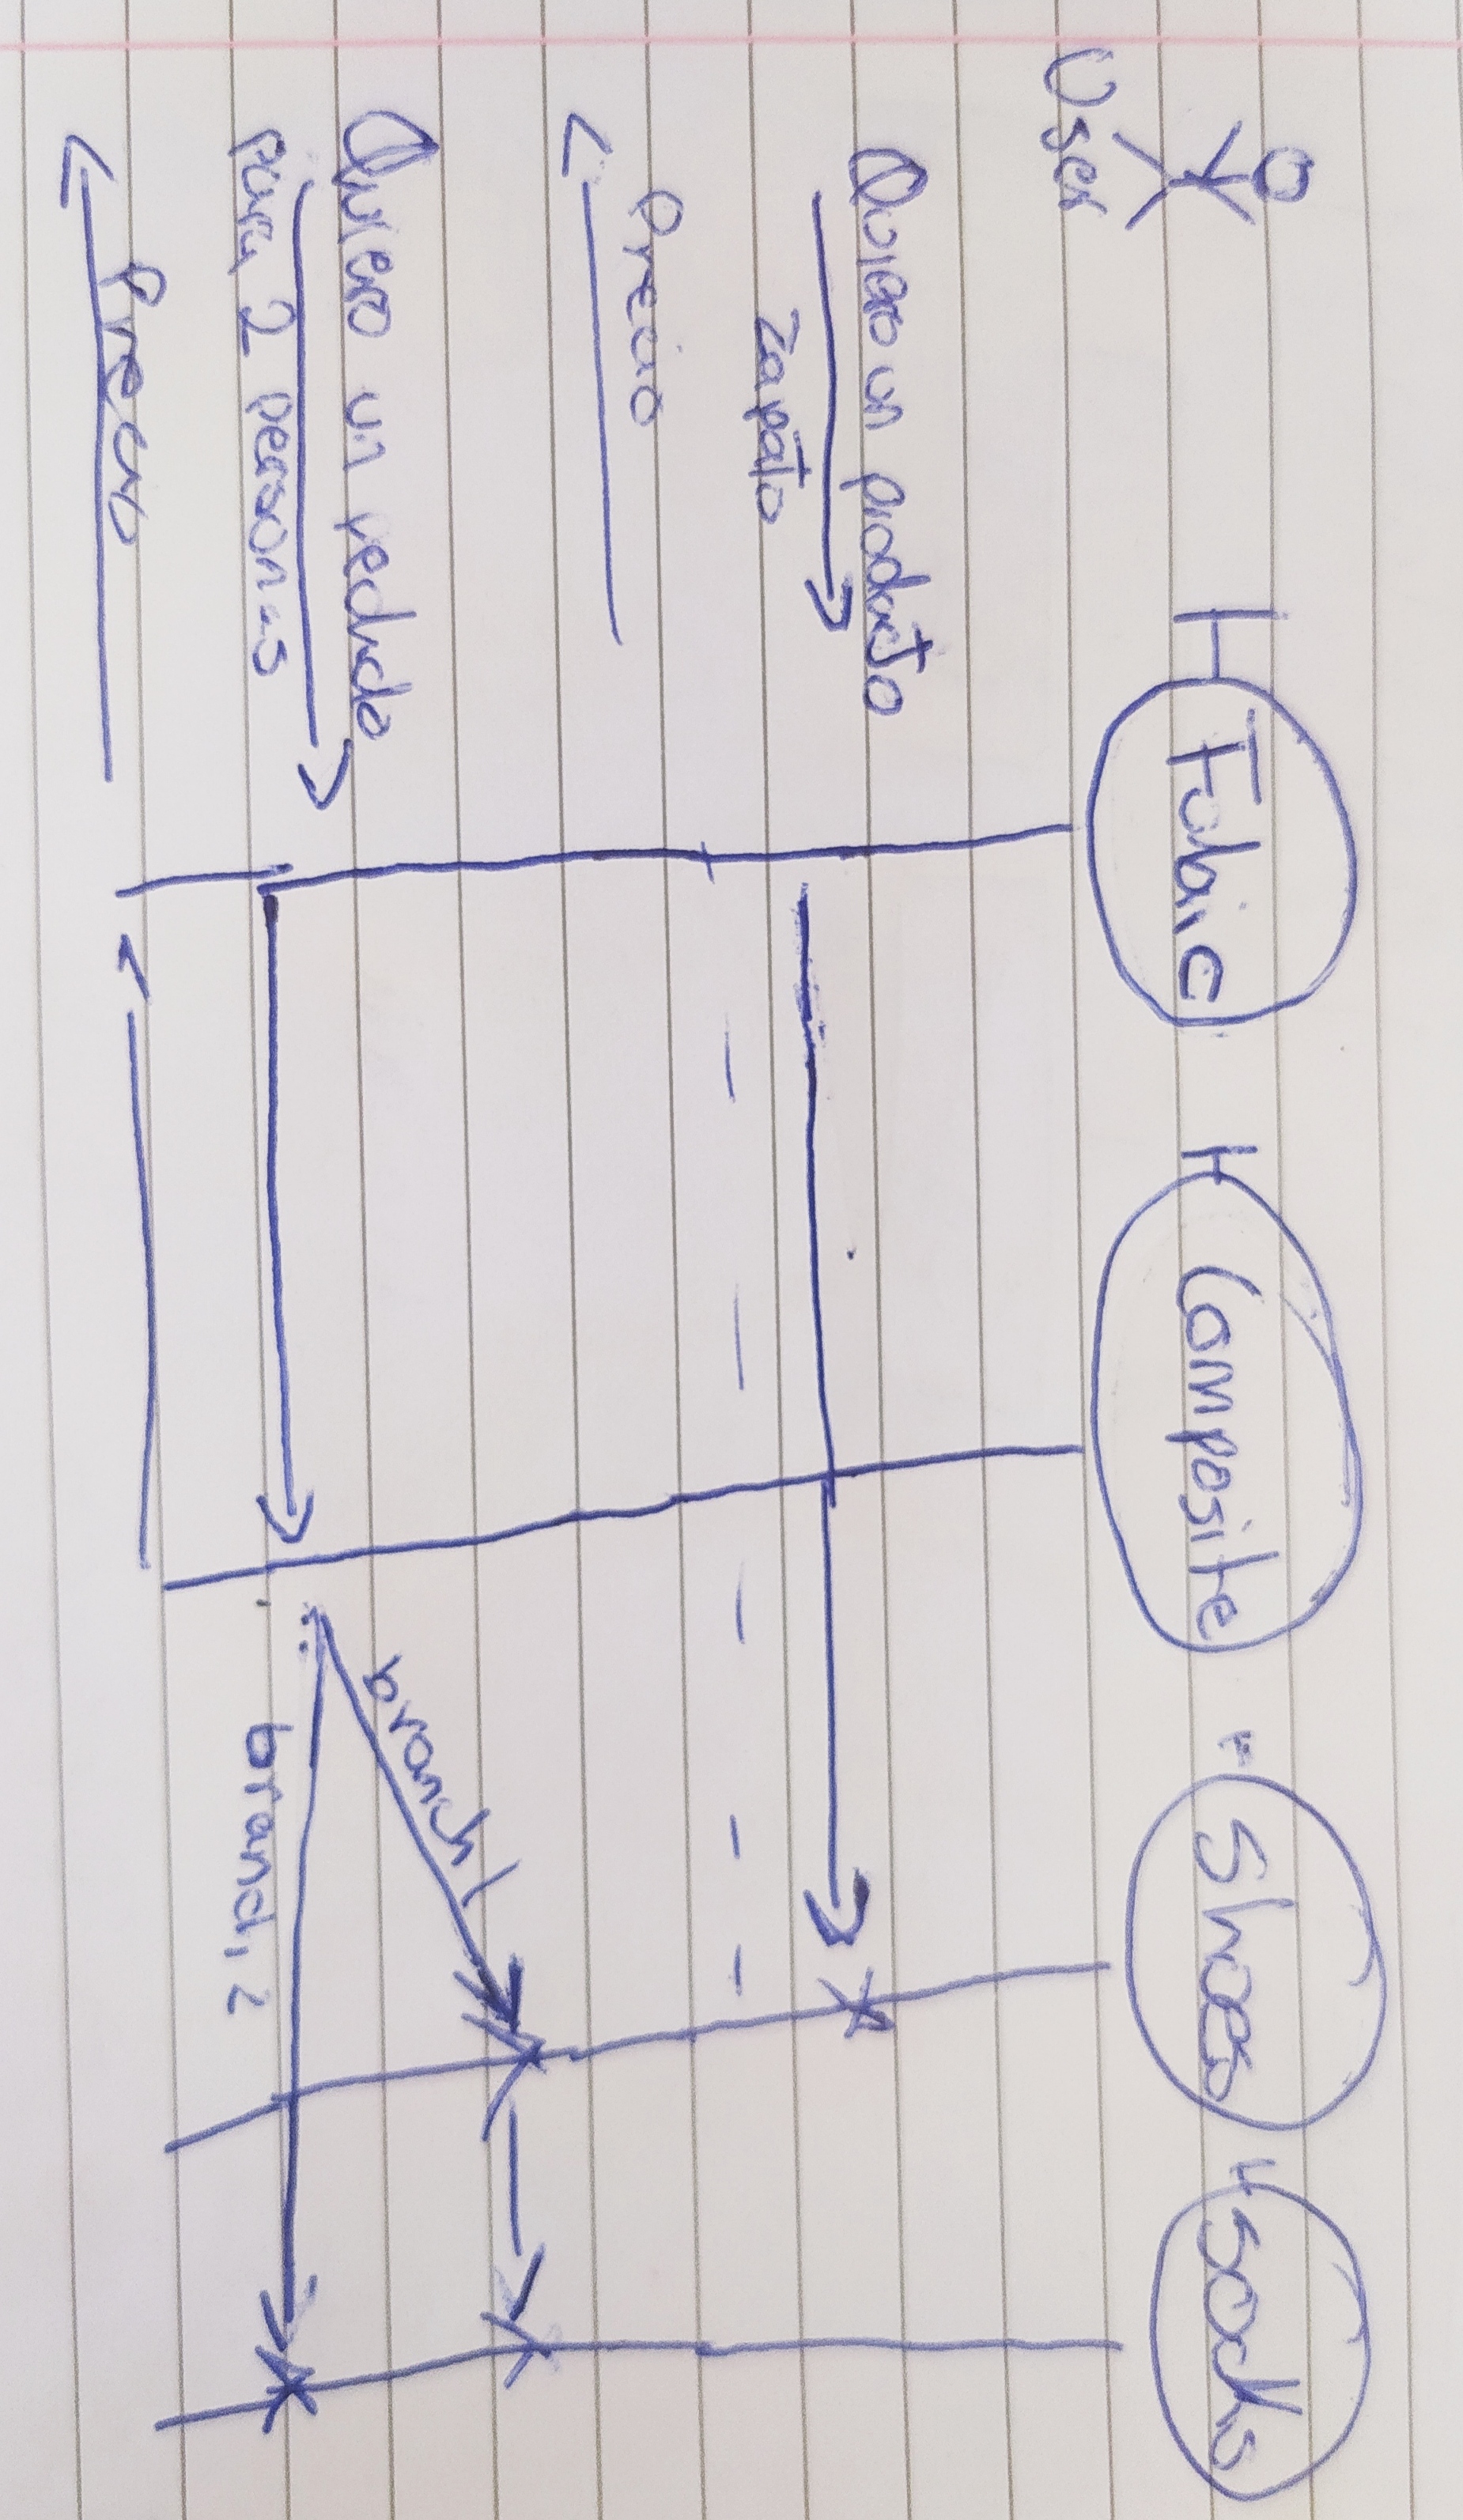 User
Fabric
Composite
Shoes
Socks
Quiero un producto
zapato
Precio
Quiero un pedido
para 2 personas
branch 1
branch 2
Precio